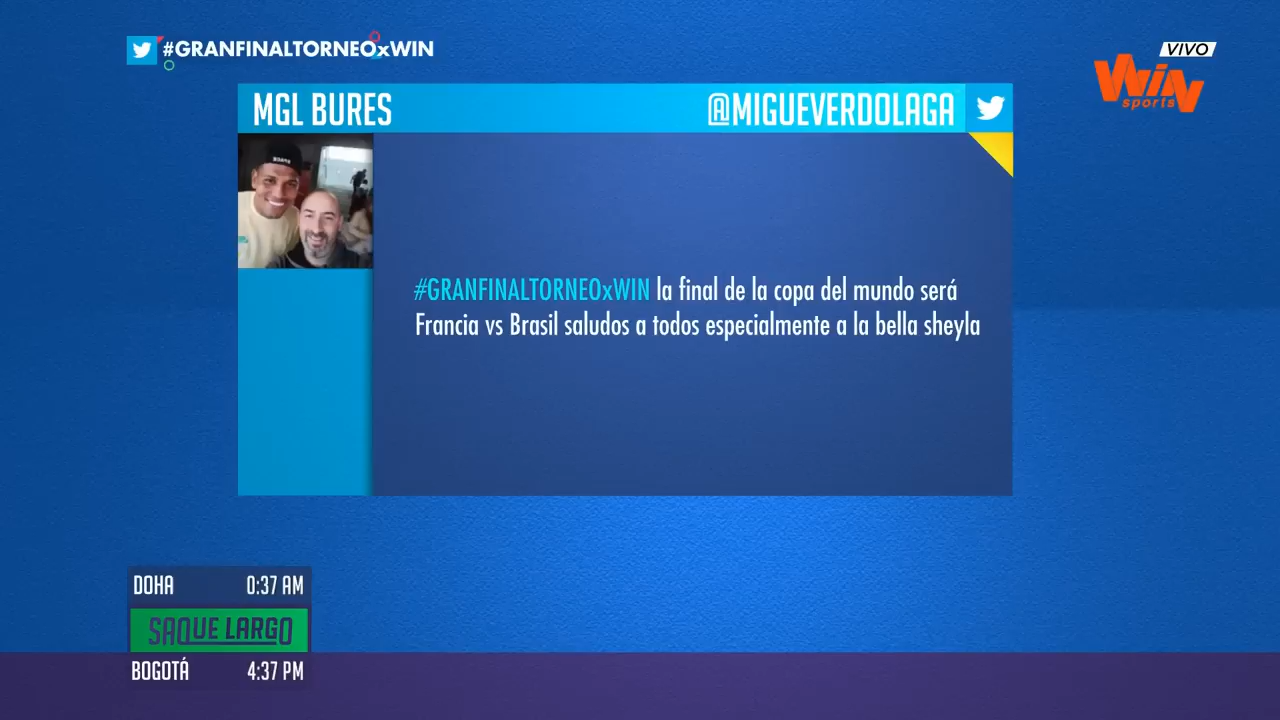 #GRANFINALTORNEOxWIN
VIVO
WIN
sports
MGL BURES
@MIGUEVERDOLAGA
#GRANFINALTORNEOxWIN la final de la copa del mundo será
Francia vs Brasil saludos a todos especialmente a la bella sheyla
DOHA 0:37 AM
SAQUE LARGO
BOGOTÁ 4:37 PM